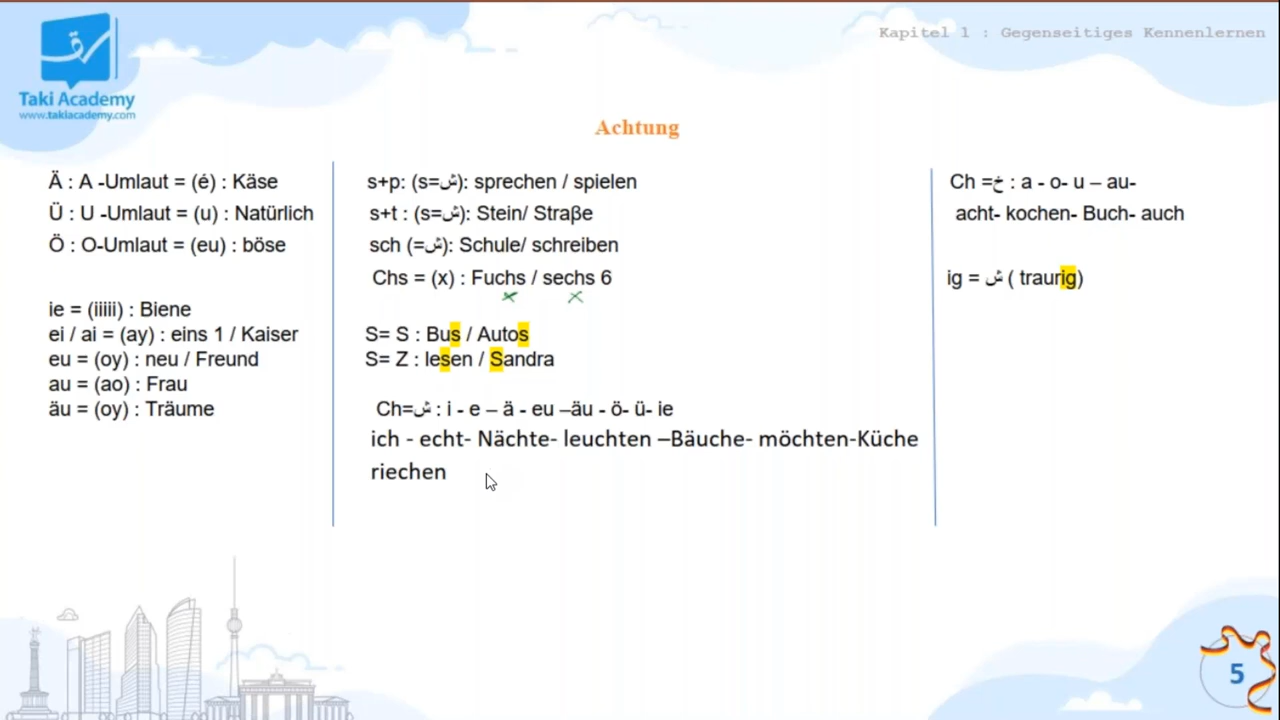 Taki Academy
www.takiacademy.com
Kapitel 1 : Gegenseitiges Kennenlernen
Achtung
Ä : A -Umlaut = (é) : Käse
Ü : U -Umlaut = (u) : Natürlich
Ö : O-Umlaut = (eu) : böse
ie = (iiiii) : Biene
ei / ai = (ay) : eins 1 / Kaiser
eu = (oy) : neu / Freund
au = (ao) : Frau
äu = (oy) : Träume
s+p: (s=ش): sprechen / spielen
s+t : (s=ش): Stein/ Straβe
sch (=ش): Schule/ schreiben
Chs = (x) : Fuchs / sechs 6
S= S : Bus / Autos
S= Z : lesen / Sandra
Ch=ش : i - e – ä - eu –äu - ö- ü- ie
ich - echt- Nächte- leuchten –Bäuche- möchten-Küche
riechen
Ch =خ : a - o- u – au-
acht- kochen- Buch- auch
ig = ش ( traurig)
5